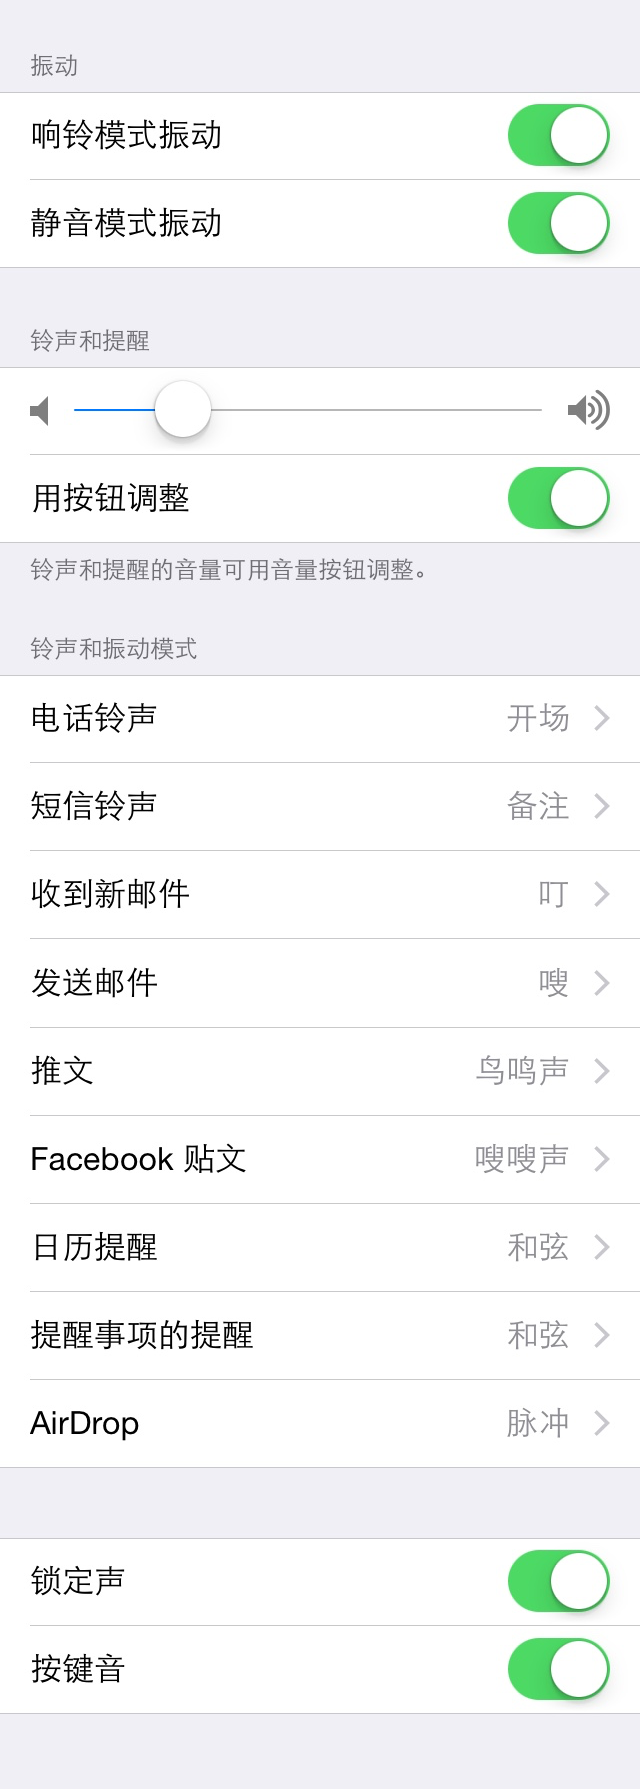 振动
响铃模式振动
静音模式振动
铃声和提醒
用按钮调整
铃声和提醒的音量可用音量按钮调整。
铃声和振动模式
电话铃声 开场
短信铃声 备注
收到新邮件 叮
发送邮件 嗖
推文 鸟鸣声
Facebook 贴文 嗖嗖声
日历提醒 和弦
提醒事项的提醒 和弦
AirDrop 脉冲
锁定声
按键音